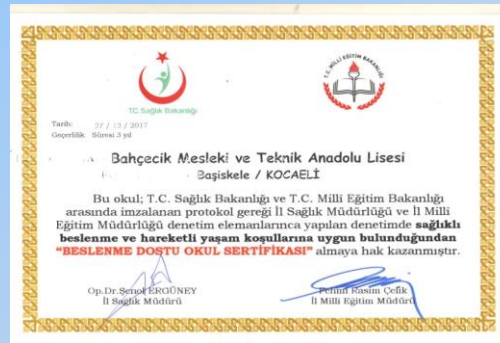 T.C. Sağlık Bakanlığı
T.C. MİLLÎ EĞİTİM BAKANLIĞI
Tarih: / 12 / 2017
Geçerlilik Süresi 3 yıl
Bahçecik Mesleki ve Teknik Anadolu Lisesi
Başiskele / KOCAELİ
Bu okul; T.C. Sağlık Bakanlığı ve T.C. Milli Eğitim Bakanlığı
arasında imzalanan protokol gereği İl Sağlık Müdürlüğü ve İl Milli
Eğitim Müdürlüğü denetim elemanlarınca yapılan denetimde sağlıklı
beslenme ve hareketli yaşam koşullarına uygun bulunduğundan
"BESLENME DOSTU OKUL SERTİFİKASI" almaya hak kazanmıştır.
Op.Dr.Şenol ERGÜNEY
İl Sağlık Müdürü
Fehmi Rasim Çelik
İl Milli Eğitim Müdürü